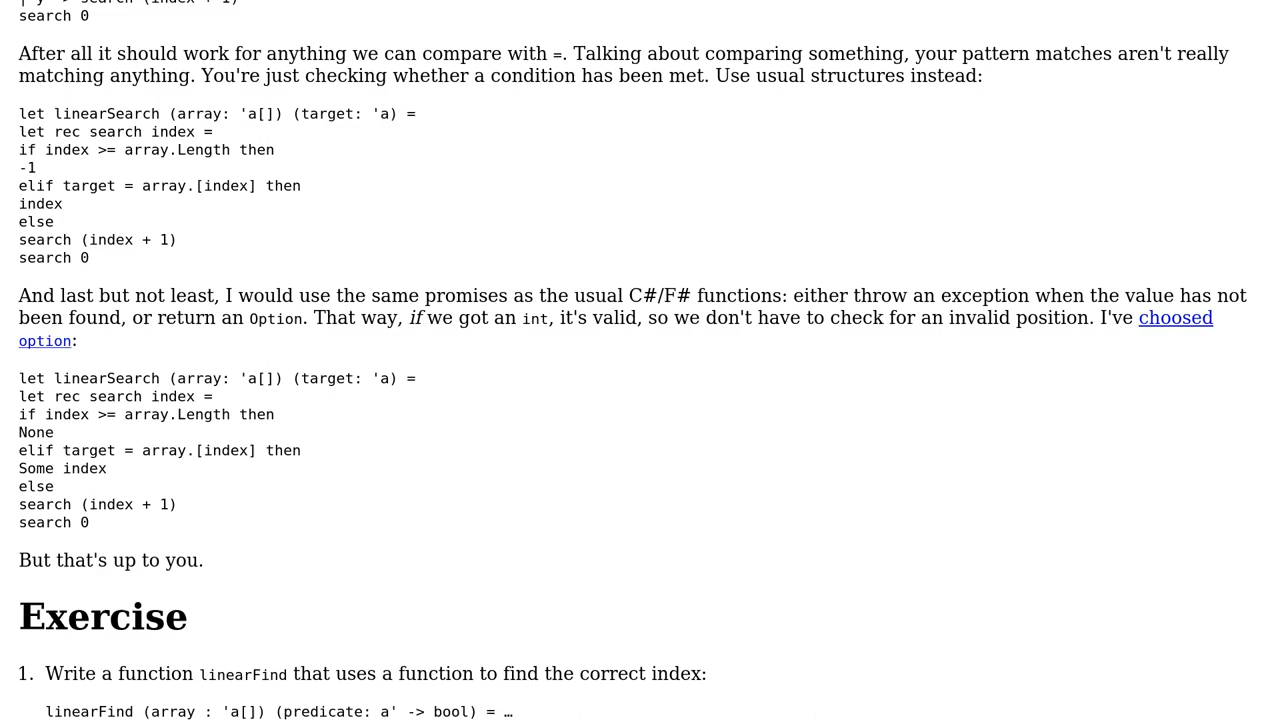 | y -> search (index + 1)
search 0
After all it should work for anything we can compare with =. Talking about comparing something, your pattern matches aren't really
matching anything. You're just checking whether a condition has been met. Use usual structures instead:
let linearSearch (array: 'a[]) (target: 'a) =
let rec search index =
if index >= array.Length then
-1
elif target = array.[index] then
index
else
search (index + 1)
search 0
And last but not least, I would use the same promises as the usual C#/F# functions: either throw an exception when the value has not
been found, or return an Option. That way, if we got an int, it's valid, so we don't have to check for an invalid position. I've choosed
option:
let linearSearch (array: 'a[]) (target: 'a) =
let rec search index =
if index >= array.Length then
None
elif target = array.[index] then
Some index
else
search (index + 1)
search 0
But that's up to you.
Exercise
1. Write a function linearFind that uses a function to find the correct index:
linearFind (array : 'a[]) (predicate: a' -> bool) = …